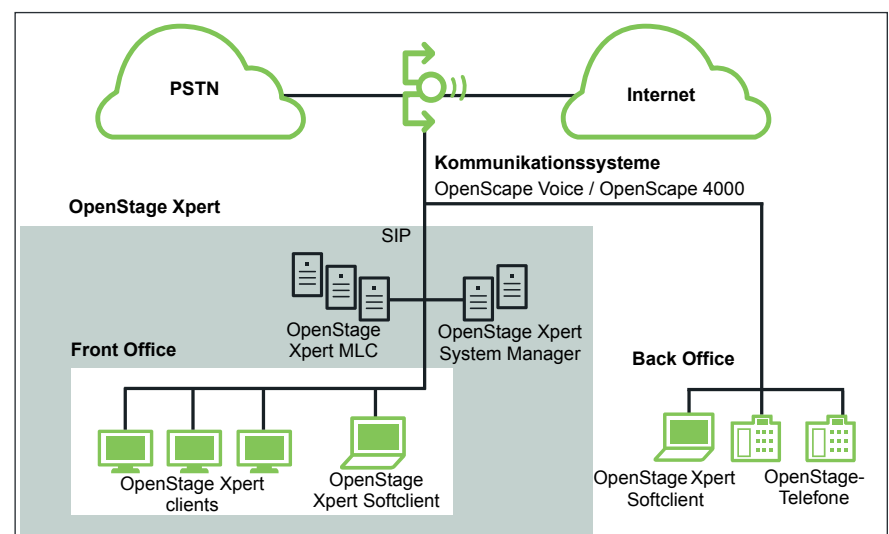 PSTN
Internet
Kommunikationssysteme
OpenScape Voice / OpenScape 4000
OpenStage Xpert
SIP
OpenStage
Xpert MLC
OpenStage Xpert
System Manager
Front Office
Back Office
OpenStage Xpert
clients
OpenStage
Xpert Softclient
OpenStage Xpert
Softclient
OpenStage-
Telefone